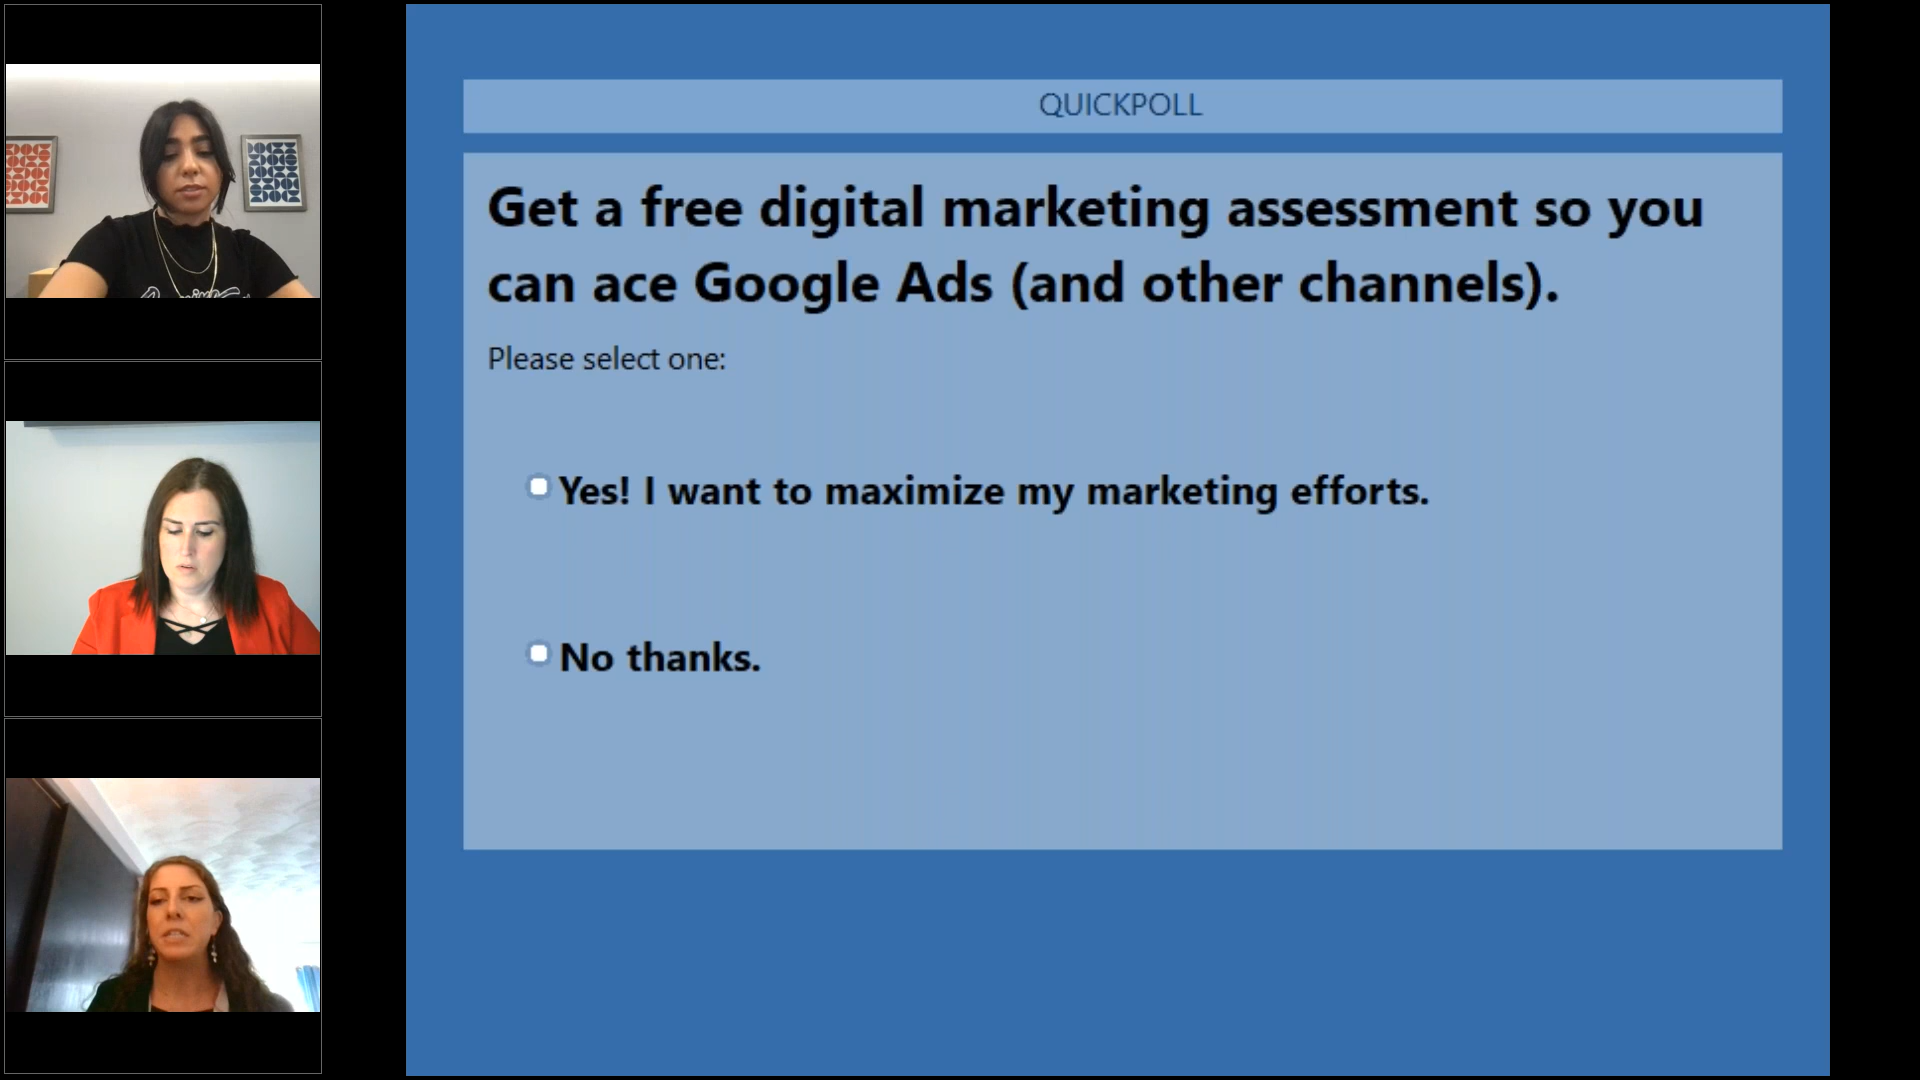 QUICKPOLL
Get a free digital marketing assessment so you
can ace Google Ads (and other channels).
Please select one:
Yes! I want to maximize my marketing efforts.
No thanks.